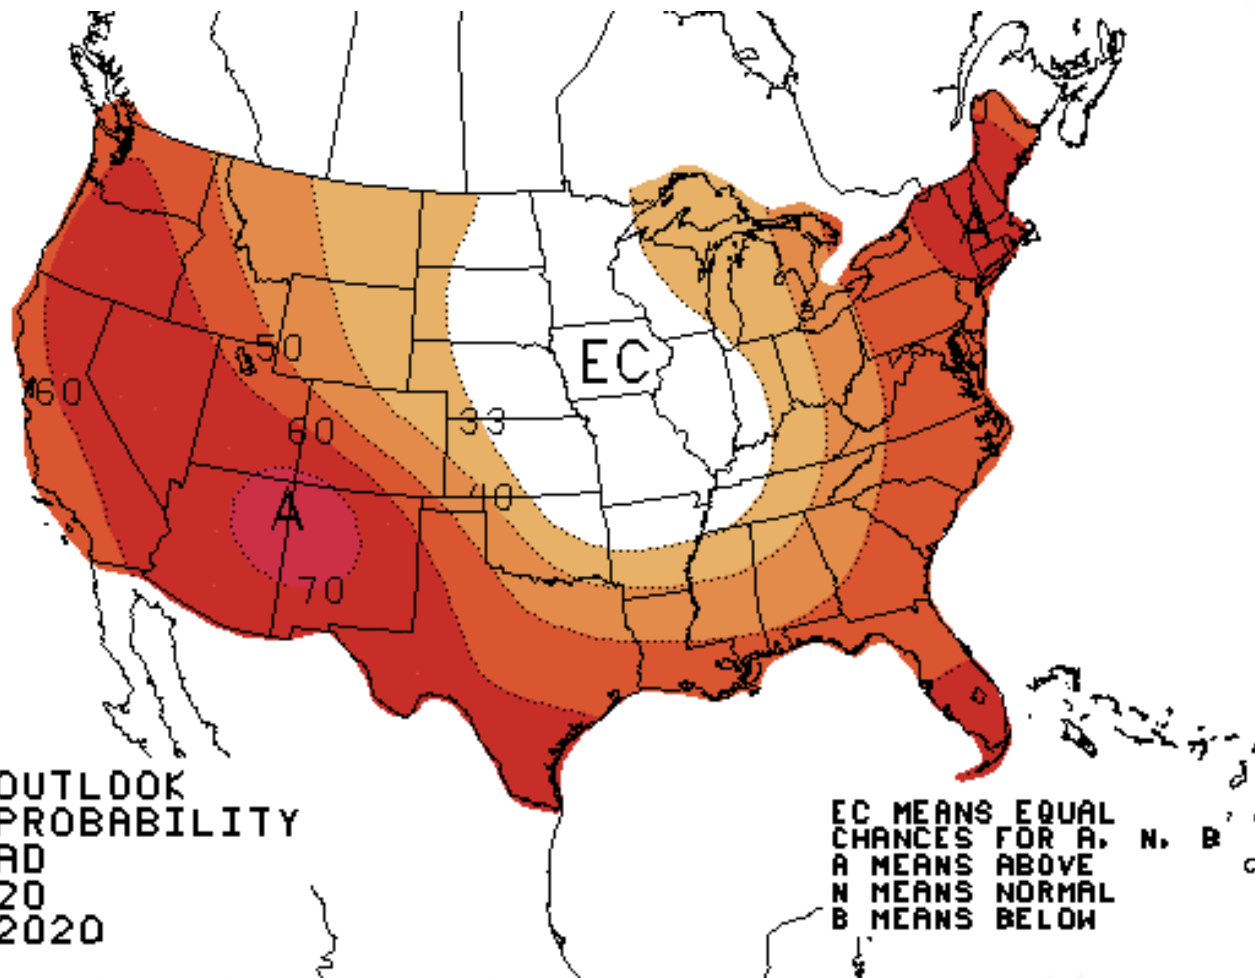 EC
A
A
50
60
60
33
40
70
OUTLOOK
PROBABILITY
AD
20
2020
EC MEANS EQUAL
CHANCES FOR A, N, B
A MEANS ABOVE
N MEANS NORMAL
B MEANS BELOW